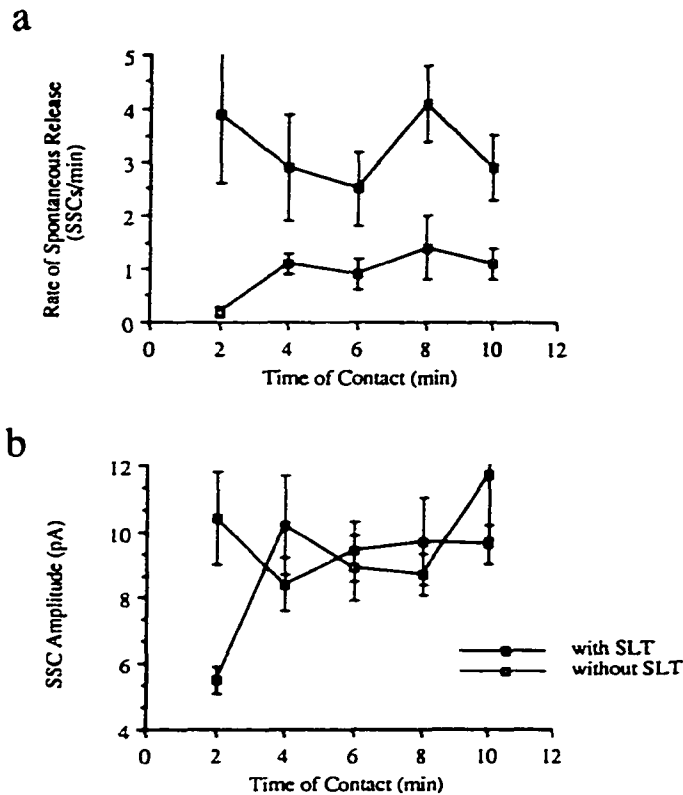 a
Rate of Spontaneous Release
(SSCs/min)
5
4
3
2
1
0
0 2 4 6 8 10 12
Time of Contact (min)
b
SSC Amplitude (pA)
12
10
8
6
4
0 2 4 6 8 10 12
Time of Contact (min)
with SLT
without SLT